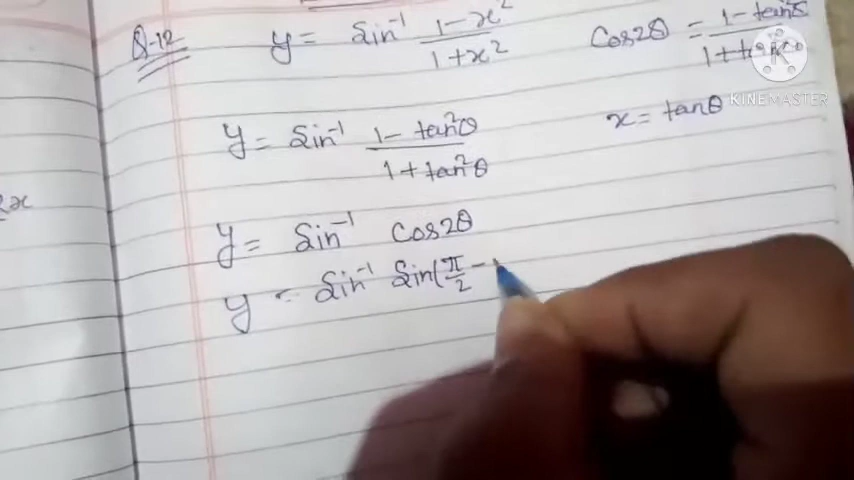 Q-12 y = Sin⁻¹ (1-x²)/(1+x²) Cos2θ = (1-tan²θ)/(1+tan²θ)
KINEMASTER
y = Sin⁻¹ (1-tan²θ)/(1+tan²θ) x = tanθ
y = Sin⁻¹ Cos2θ
y = Sin⁻¹ Sin(π/2 -